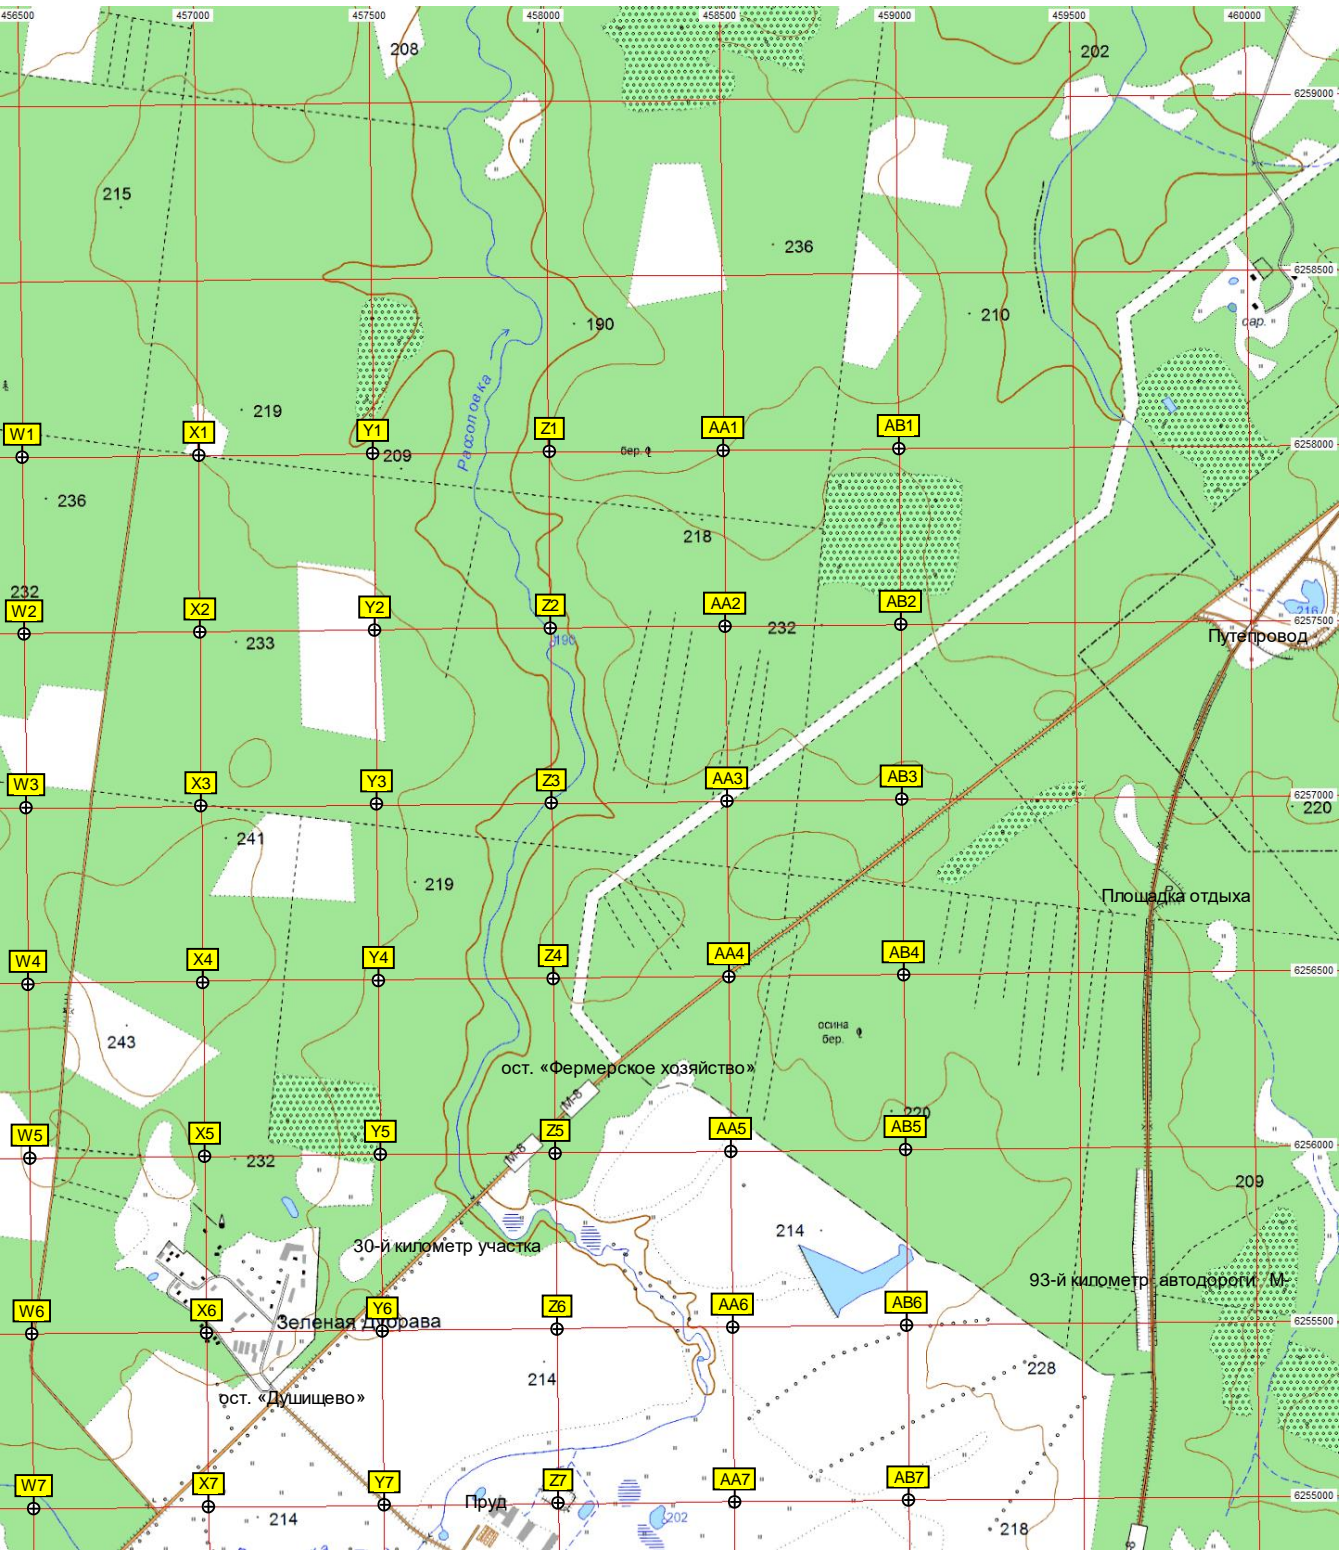 456500 457000 457500 458000 458500 459000 459500 460000
208
202
6259000
215
236
6258500
190
210
сар.
Рассоловка
219
W1 X1 Y1 Z1 AA1 AB1
6258000
209
бер.
236
218
232
W2 X2 Y2 Z2 AA2 AB2
216
6257500
232
Путепровод
190
233
W3 X3 Y3 Z3 AA3 AB3
6257000
220
241
219
Площадка отдыха
W4 X4 Y4 Z4 AA4 AB4
6256500
243
осина
бер.
ост. «Фермерское хозяйство»
М-8
220
W5 X5 Y5 Z5 AA5 AB5
6256000
М-8
232
209
214
30-й километр участка
93-й километр автодороги М-
W6 X6 Y6 Z6 AA6 AB6
6255500
Зеленая Дубрава
228
214
ост. «Душищево»
W7 X7 Y7 Z7 AA7 AB7
6255000
Пруд
214
202
218
8